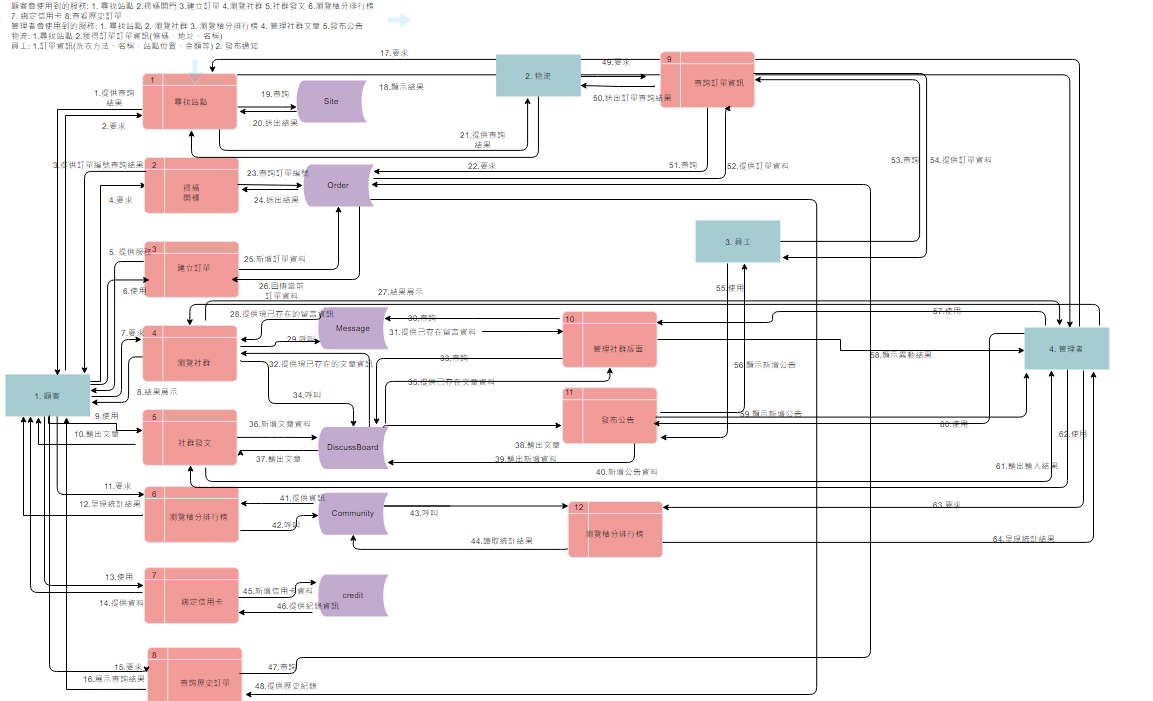 顧客會使用到的服務: 1. 尋找站點 2.掃碼開門 3.建立訂單 4.瀏覽社群 5.社群發文 6.瀏覽積分排行榜
7. 綁定信用卡 8.查看歷史訂單
管理者會使用到的服務: 1. 尋找站點 2. 瀏覽社群 3. 瀏覽積分排行榜 4. 管理社群文章 5.發布公告
物流: 1.尋找站點 2.獲得訂單訂單資訊(條碼、地址、名稱)
員工: 1.訂單資訊(洗衣方法、名稱、站點位置、金額等) 2. 發布通知
17.要求
49.要求
9
查詢訂單資訊
2. 物流
1
尋找站點
18.顯示結果
1.提供查詢
結果
19.查詢
Site
50.送出訂單查詢結果
2.要求
20.送出結果
21.提供查詢
結果
3.提供訂單編號查詢結果
2
掃碼
開櫃
22.要求
51.查詢
52.提供訂單資料
53.查詢
54.提供訂單資料
23.查詢訂單編號
Order
4.要求
24.送出結果
3. 員工
5. 提供服務
3
建立訂單
25.新增訂單資料
6.使用
26.回傳當前
訂單資料
27.結果展示
55.使用
28.提供現已存在的留言資訊
Message
30.查詢
10
管理社群版面
57.使用
7.要求
4
瀏覽社群
29.呼叫
31.提供已存在留言資料
4. 管理者
58.顯示異動結果
32.提供現已存在的文章資訊
33.查詢
56.顯示新增公告
35.提供已存在文章資料
8.結果展示
34.呼叫
1. 顧客
11
發布公告
9.使用
5
社群發文
59.顯示新增公告
60.使用
10.輸出文章
36.新增文章資料
DiscussBoard
38.輸出文章
62.使用
37.輸出文章
39.輸出新增資料
40.新增公告資料
61.輸出輸入結果
11.要求
6
瀏覽積分排行榜
12.呈現統計結果
41.提供資訊
Community
43.呼叫
12
瀏覽積分排行榜
63.要求
42.呼叫
44.讀取統計結果
64.呈現統計結果
13.使用
7
綁定信用卡
45.新增信用卡資料
credit
14.提供資料
46.提供紀錄資訊
15.要求
8
查詢歷史訂單
47.查詢
16.展示查詢結果
48.提供歷史紀錄